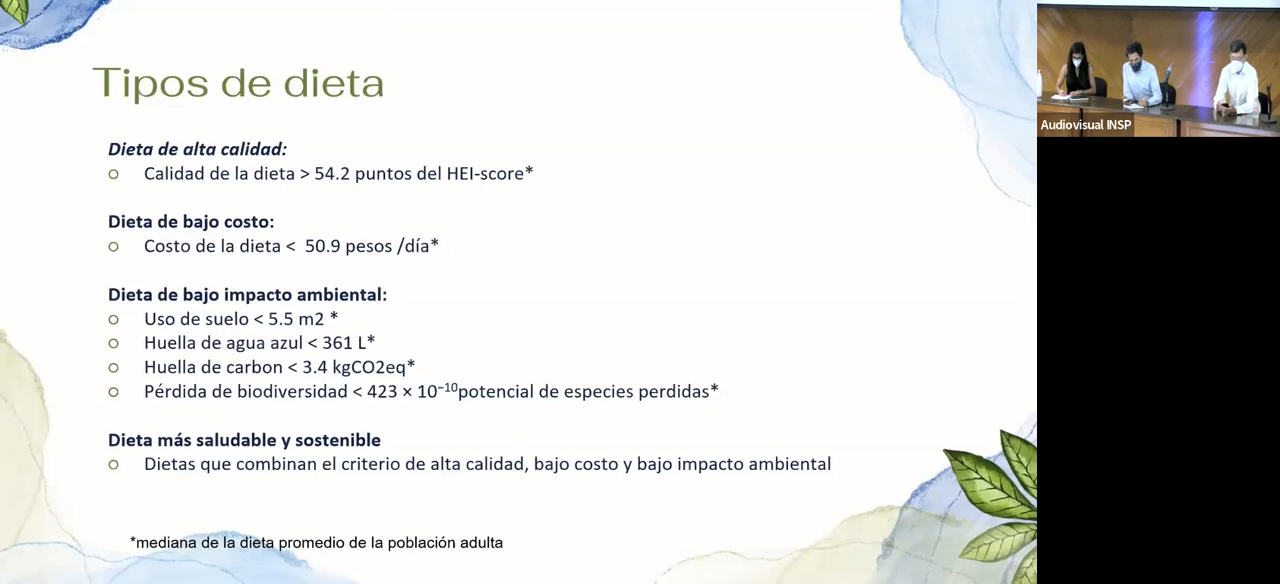 Tipos de dieta
Dieta de alta calidad:
○ Calidad de la dieta > 54.2 puntos del HEI-score*
Dieta de bajo costo:
○ Costo de la dieta < 50.9 pesos /día*
Dieta de bajo impacto ambiental:
○ Uso de suelo < 5.5 m2 *
○ Huella de agua azul < 361 L*
○ Huella de carbon < 3.4 kgCO2eq*
○ Pérdida de biodiversidad < 423 × 10⁻¹⁰potencial de especies perdidas*
Dieta más saludable y sostenible
○ Dietas que combinan el criterio de alta calidad, bajo costo y bajo impacto ambiental
*mediana de la dieta promedio de la población adulta
Audiovisual INSP